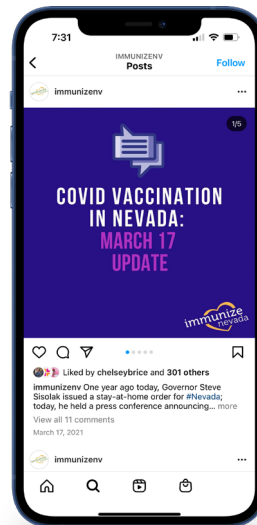 7:31
IMMUNIZENV
Posts
Follow
immunizenv
1/5
COVID VACCINATION
IN NEVADA:
MARCH 17
UPDATE
immunize
nevada
Liked by chelseybrice and 301 others
immunizenv One year ago today, Governor Steve
Sisolak issued a stay-at-home order for #Nevada;
today, he held a press conference announcing... more
View all 11 comments
March 17, 2021
immunizenv